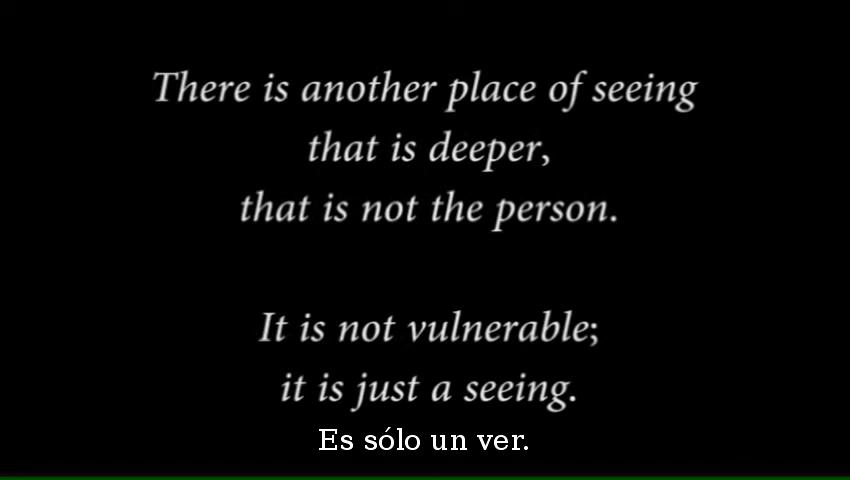 There is another place of seeing
that is deeper,
that is not the person.
It is not vulnerable;
it is just a seeing.
Es sólo un ver.